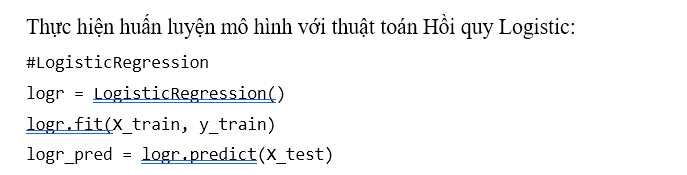 Thực hiện huấn luyện mô hình với thuật toán Hồi quy Logistic:
#LogisticRegression
logr = LogisticRegression()
logr.fit(X_train, y_train)
logr_pred = logr.predict(X_test)